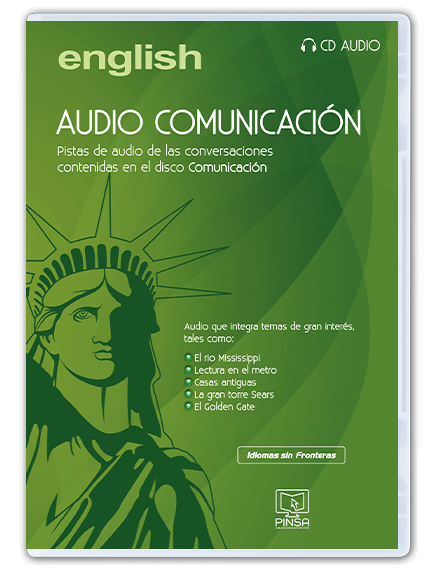 english
CD AUDIO
AUDIO COMUNICACIÓN
Pistas de audio de las conversaciones
contenidas en el disco Comunicación
Audio que integra temas de gran interés,
tales como:
El río Mississippi
Lectura en el metro
Casas antiguas
La gran torre Sears
El Golden Gate
Idiomas sin Fronteras
PINSA